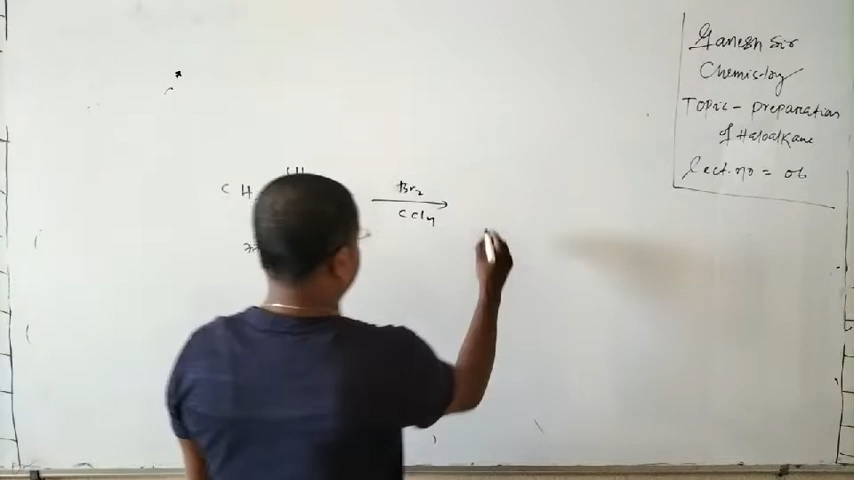 Ganesh Sir
Chemistry
Topic - preparation
of Haloalkane
lect. no = 06
CH
Br₂
CCl₄